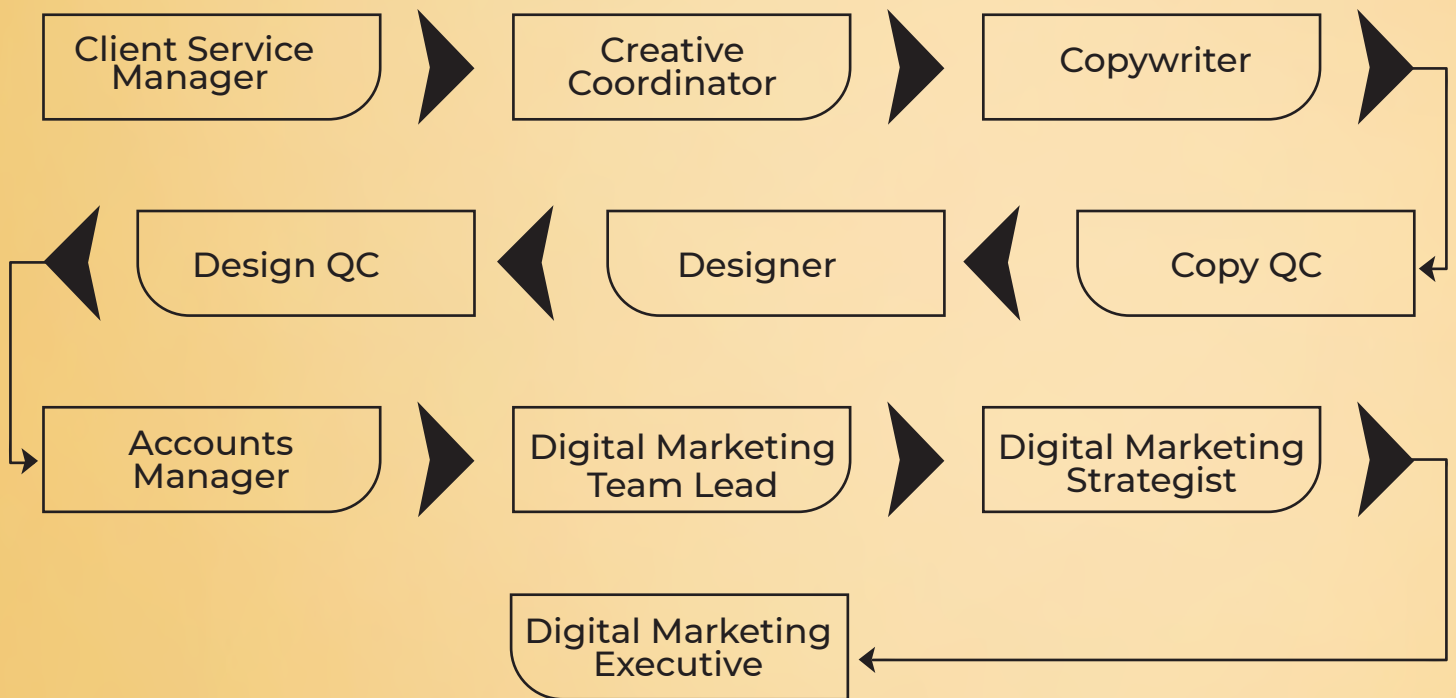 Client Service
Manager
Creative
Coordinator
Copywriter
Copy QC
Designer
Design QC
Accounts
Manager
Digital Marketing
Team Lead
Digital Marketing
Strategist
Digital Marketing
Executive